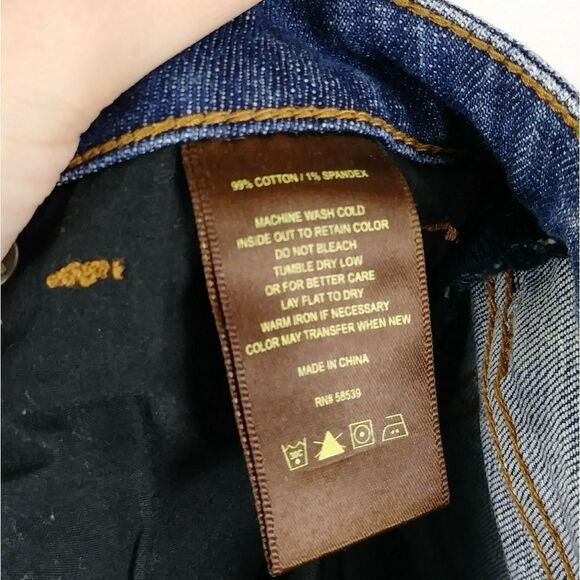 99% COTTON / 1% SPANDEX
MACHINE WASH COLD
INSIDE OUT TO RETAIN COLOR
DO NOT BLEACH
TUMBLE DRY LOW
OR FOR BETTER CARE
LAY FLAT TO DRY
WARM IRON IF NECESSARY
COLOR MAY TRANSFER WHEN NEW
MADE IN CHINA
RN# 58539
30C